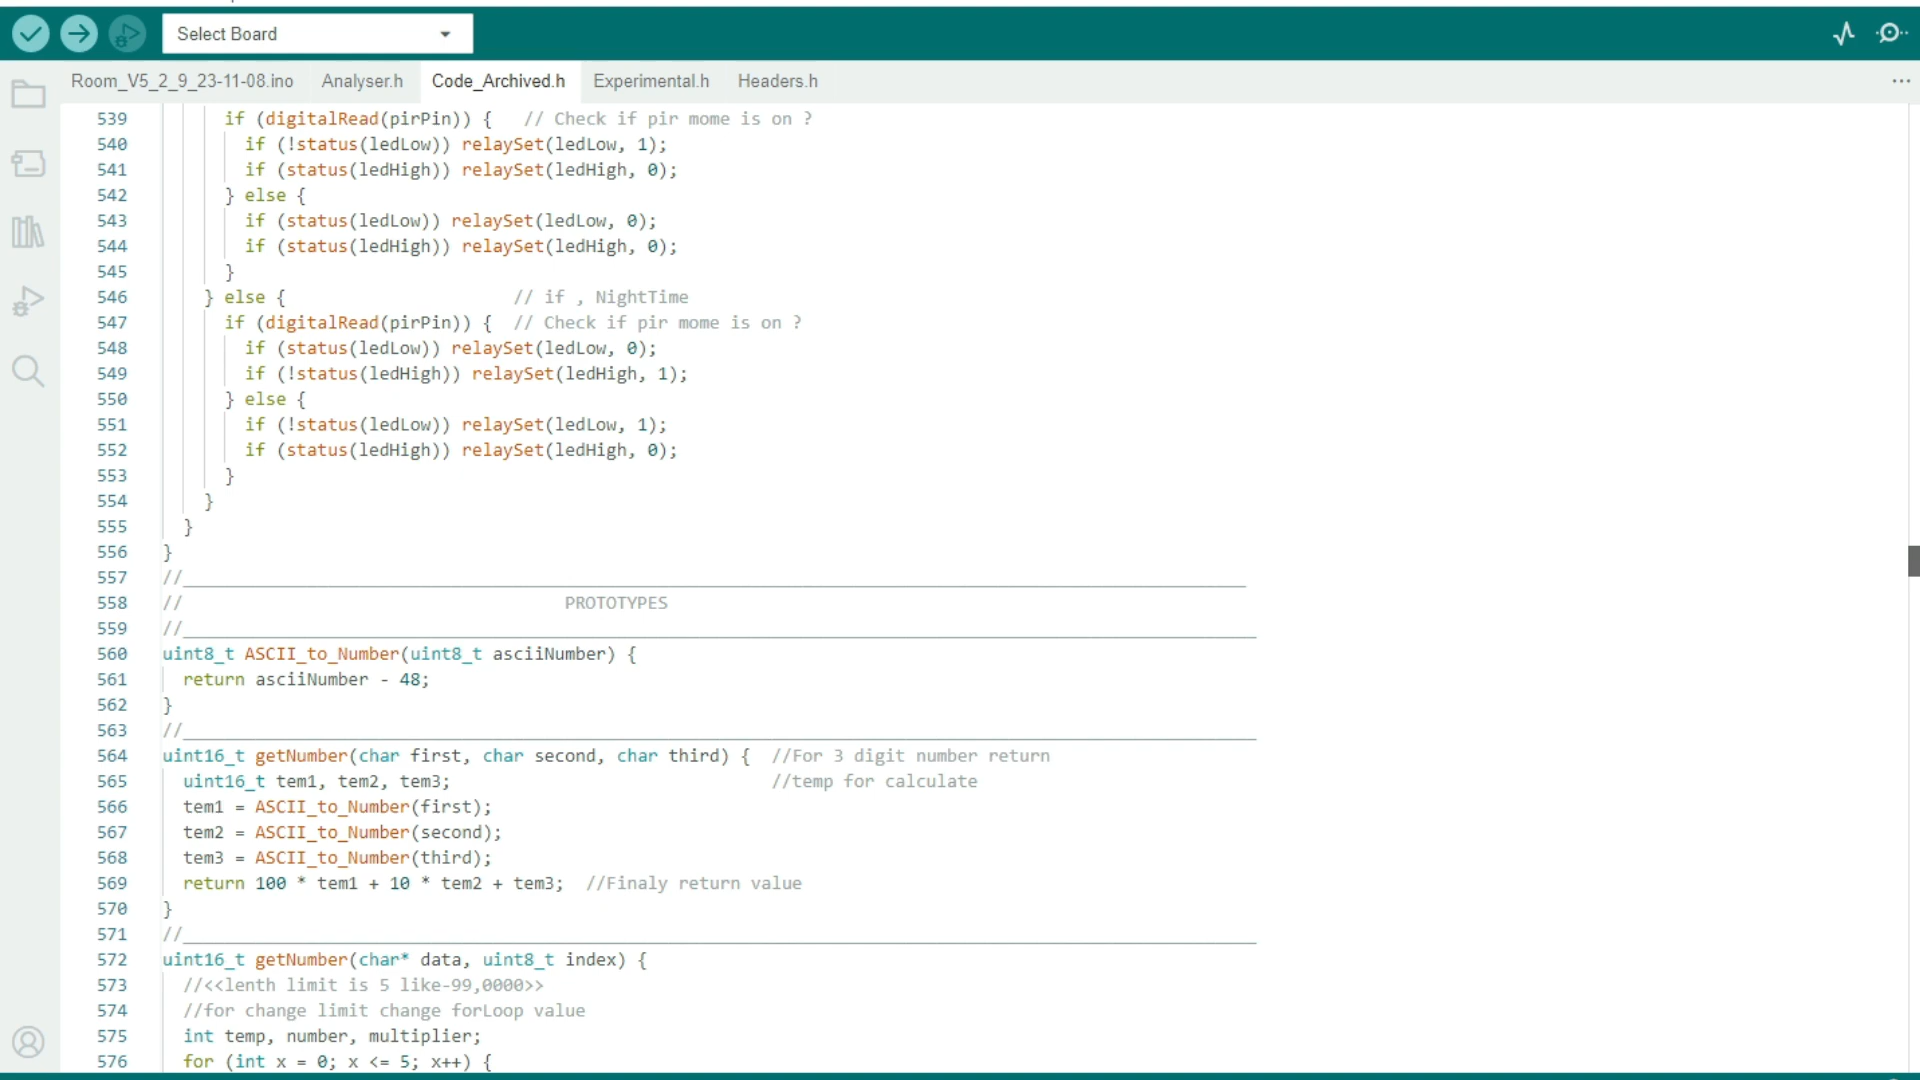 Select Board
Room_V5_2_9_23-11-08.ino Analyser.h Code_Archived.h Experimental.h Headers.h
539 if (digitalRead(pirPin)) { // Check if pir mome is on ?
540 if (!status(ledLow)) relaySet(ledLow, 1);
541 if (status(ledHigh)) relaySet(ledHigh, 0);
542 } else {
543 if (status(ledLow)) relaySet(ledLow, 0);
544 if (status(ledHigh)) relaySet(ledHigh, 0);
545 }
546 } else { // if , NightTime
547 if (digitalRead(pirPin)) { // Check if pir mome is on ?
548 if (status(ledLow)) relaySet(ledLow, 0);
549 if (!status(ledHigh)) relaySet(ledHigh, 1);
550 } else {
551 if (!status(ledLow)) relaySet(ledLow, 1);
552 if (status(ledHigh)) relaySet(ledHigh, 0);
553 }
554 }
555 }
556 }
557 //________________________________________________________________________________________________________
558 // PROTOTYPES
559 //_________________________________________________________________________________________________________
560 uint8_t ASCII_to_Number(uint8_t asciiNumber) {
561 return asciiNumber - 48;
562 }
563 //_________________________________________________________________________________________________________
564 uint16_t getNumber(char first, char second, char third) { //For 3 digit number return
565 uint16_t tem1, tem2, tem3; //temp for calculate
566 tem1 = ASCII_to_Number(first);
567 tem2 = ASCII_to_Number(second);
568 tem3 = ASCII_to_Number(third);
569 return 100 * tem1 + 10 * tem2 + tem3; //Finaly return value
570 }
571 //_________________________________________________________________________________________________________
572 uint16_t getNumber(char* data, uint8_t index) {
573 //<<lenth limit is 5 like-99,0000>>
574 //for change limit change forLoop value
575 int temp, number, multiplier;
576 for (int x = 0; x <= 5; x++) {